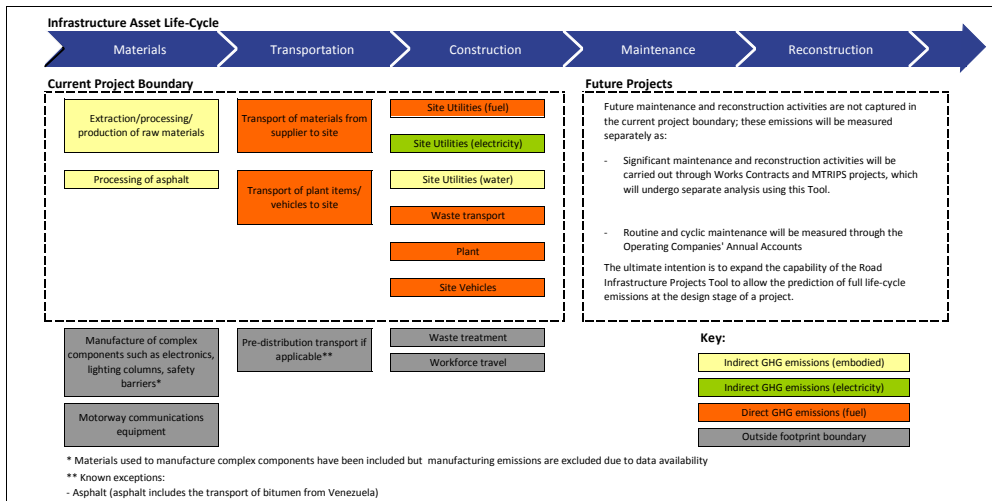 Infrastructure Asset Life-Cycle
Materials
Transportation
Construction
Maintenance
Reconstruction
Current Project Boundary
Extraction/processing/
production of raw materials
Processing of asphalt
Transport of materials from
supplier to site
Transport of plant items/
vehicles to site
Site Utilities (fuel)
Site Utilities (electricity)
Site Utilities (water)
Waste transport
Plant
Site Vehicles
Manufacture of complex
components such as electronics,
lighting columns, safety
barriers*
Motorway communications
equipment
Pre-distribution transport if
applicable**
Waste treatment
Workforce travel
Future Projects
Future maintenance and reconstruction activities are not captured in
the current project boundary; these emissions will be measured
separately as:
- Significant maintenance and reconstruction activities will be
carried out through Works Contracts and MTRIPS projects, which
will undergo separate analysis using this Tool.
- Routine and cyclic maintenance will be measured through the
Operating Companies' Annual Accounts
The ultimate intention is to expand the capability of the Road
Infrastructure Projects Tool to allow the prediction of full life-cycle
emissions at the design stage of a project.
Key:
Indirect GHG emissions (embodied)
Indirect GHG emissions (electricity)
Direct GHG emissions (fuel)
Outside footprint boundary
* Materials used to manufacture complex components have been included but manufacturing emissions are excluded due to data availability
** Known exceptions:
- Asphalt (asphalt includes the transport of bitumen from Venezuela)